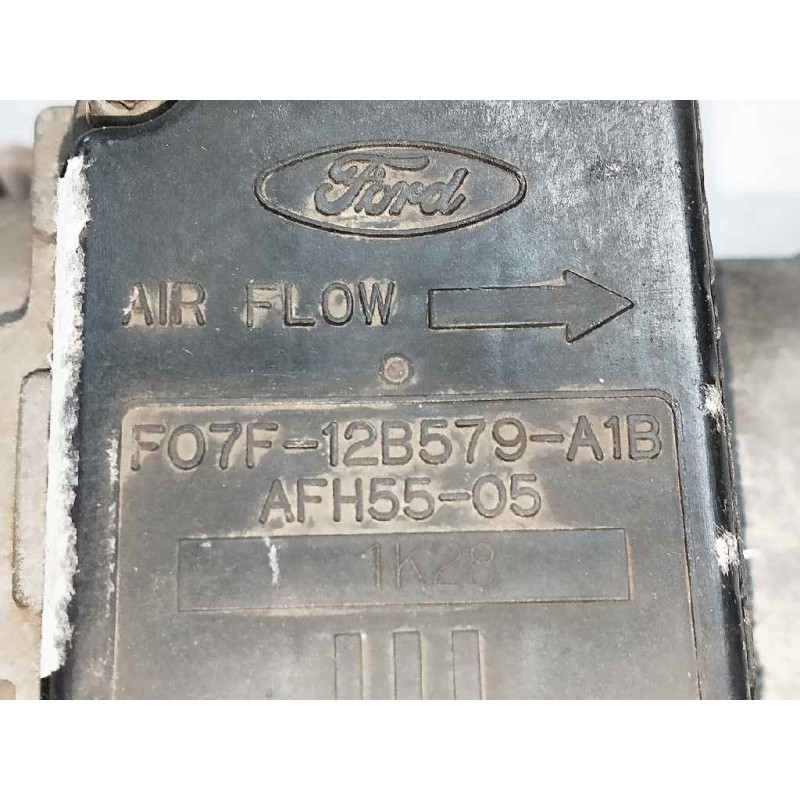 Ford
AIR FLOW
F07F-12B579-A1B
AFH55-05
1K28